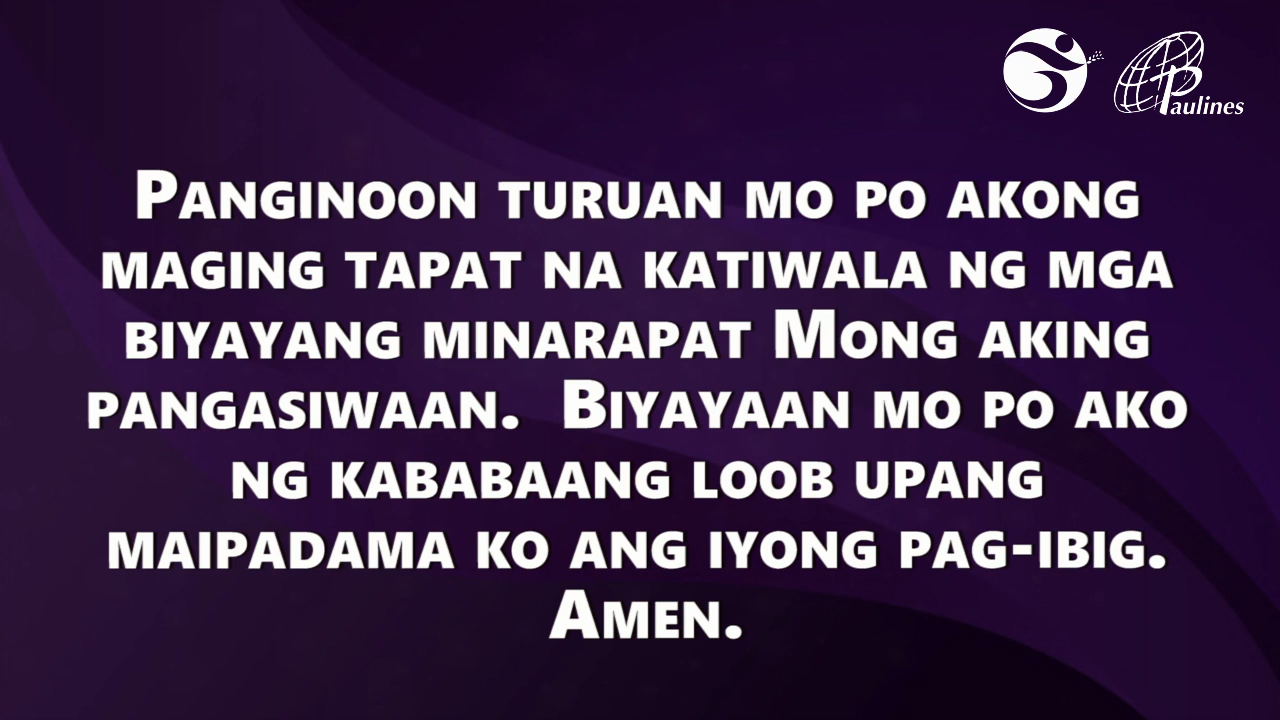 Paulines
Panginoon turuan mo po akong
maging tapat na katiwala ng mga
biyayang minarapat Mong aking
pangasiwaan.  Biyayaan mo po ako
ng kababaang loob upang
maipadama ko ang iyong pag-ibig.
Amen.